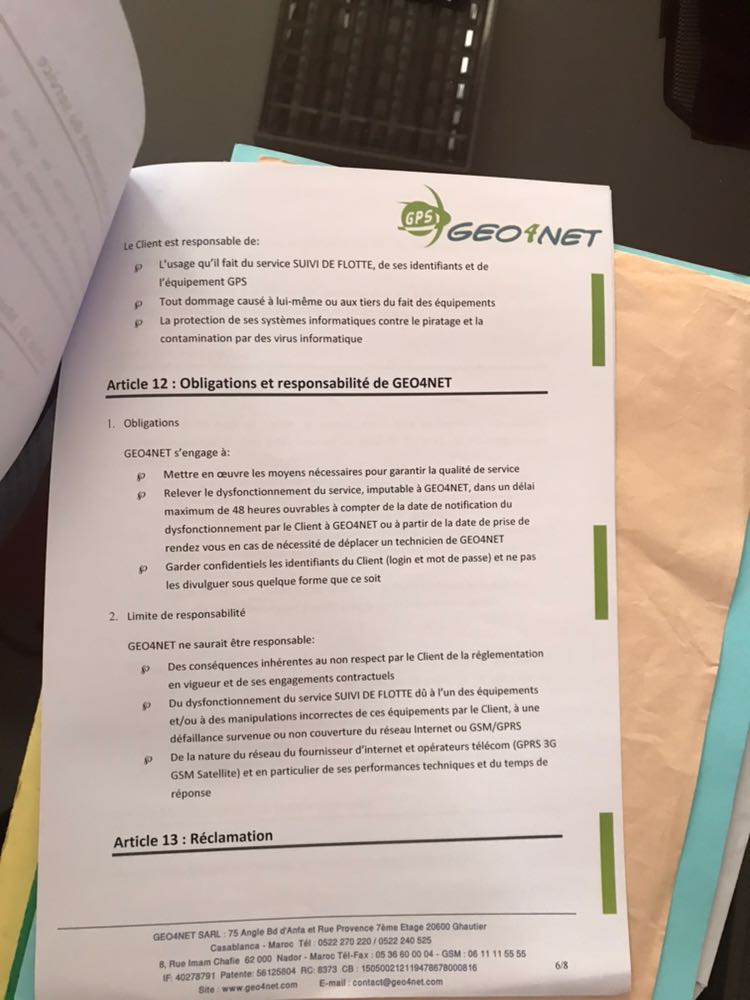 GPS
GEO4NET
Le Client est responsable de:
L'usage qu'il fait du service SUIVI DE FLOTTE, de ses identifiants et de
l'équipement GPS
Tout dommage causé à lui-même ou aux tiers du fait des équipements
La protection de ses systèmes informatiques contre le piratage et la
contamination par des virus informatique
Article 12 : Obligations et responsabilité de GEO4NET
1. Obligations
GEO4NET s'engage à:
Mettre en œuvre les moyens nécessaires pour garantir la qualité de service
Relever le dysfonctionnement du service, imputable à GEO4NET, dans un délai
maximum de 48 heures ouvrables à compter de la date de notification du
dysfonctionnement par le Client à GEO4NET ou à partir de la date de prise de
rendez vous en cas de nécessité de déplacer un technicien de GEO4NET
Garder confidentiels les identifiants du Client (login et mot de passe) et ne pas
les divulguer sous quelque forme que ce soit
2. Limite de responsabilité
GEO4NET ne saurait être responsable:
Des conséquences inhérentes au non respect par le Client de la réglementation
en vigueur et de ses engagements contractuels
Du dysfonctionnement du service SUIVI DE FLOTTE dû à l'un des équipements
et/ou à des manipulations incorrectes de ces équipements par le Client, à une
défaillance survenue ou non couverture du réseau Internet ou GSM/GPRS
De la nature du réseau du fournisseur d'internet et opérateurs télécom (GPRS 3G
GSM Satellite) et en particulier de ses performances techniques et du temps de
réponse
Article 13 : Réclamation
GEO4NET SARL : 75 Angle Bd d'Anfa et Rue Provence 7ème Etage 20600 Ghautier
Casablanca - Maroc Tél : 0522 270 220 / 0522 240 525
8, Rue Imam Chafie 62 000 Nador - Maroc Tél-Fax : 05 36 60 00 04 - GSM : 06 11 11 55 55
IF: 40278791 Patente: 56125804 RC: 8373 CB : 150500212119478678000816
Site : www.geo4net.com E-mail : contact@geo4net.com
6/8